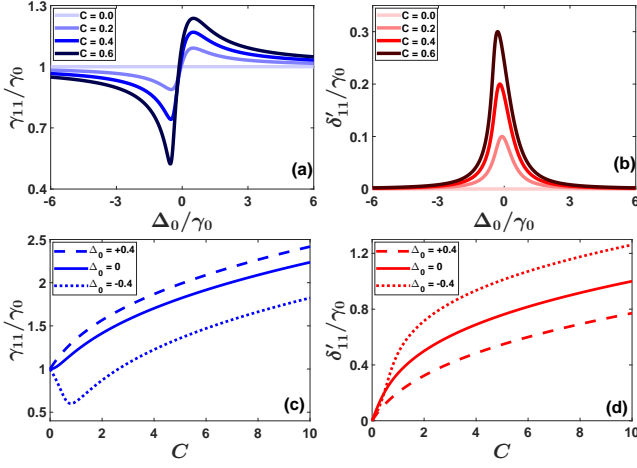 1.3
C = 0.0
C = 0.2
C = 0.4
C = 0.6
1
0.7
0.4
γ₁₁/γ₀
-6
-3
0
3
6
Δ₀/γ₀
(a)
C = 0.0
C = 0.2
C = 0.4
C = 0.6
0.3
0.2
0.1
0
δ′₁₁/γ₀
-6
-3
0
3
6
Δ₀/γ₀
(b)
2.5
Δ₀ = +0.4
Δ₀ = 0
Δ₀ = -0.4
2
1.5
1
0.5
γ₁₁/γ₀
0
2
4
6
8
10
C
(c)
Δ₀ = +0.4
Δ₀ = 0
Δ₀ = -0.4
1.2
0.8
0.4
0
δ′₁₁/γ₀
0
2
4
6
8
10
C
(d)